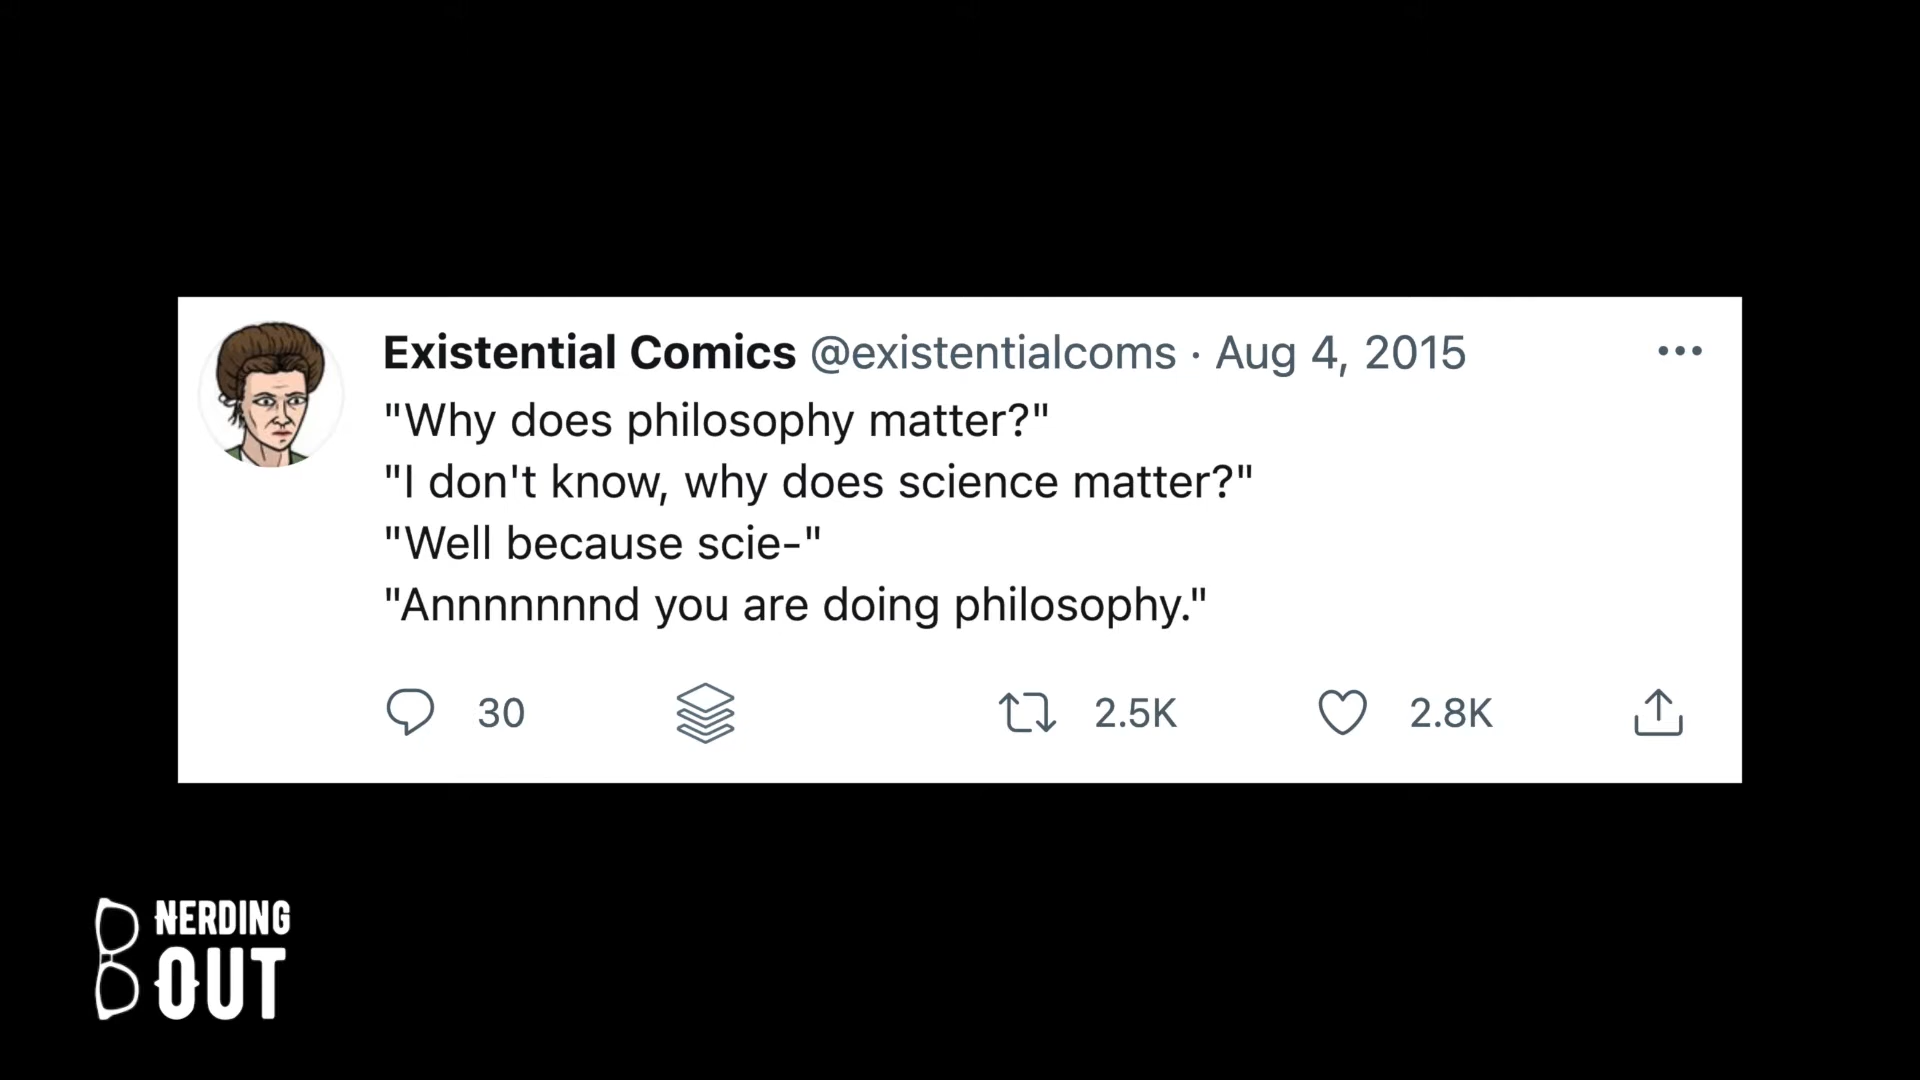 Existential Comics @existentialcoms · Aug 4, 2015
"Why does philosophy matter?"
"I don't know, why does science matter?"
"Well because scie-"
"Annnnnnnd you are doing philosophy."
30 2.5K 2.8K
NERDING
OUT